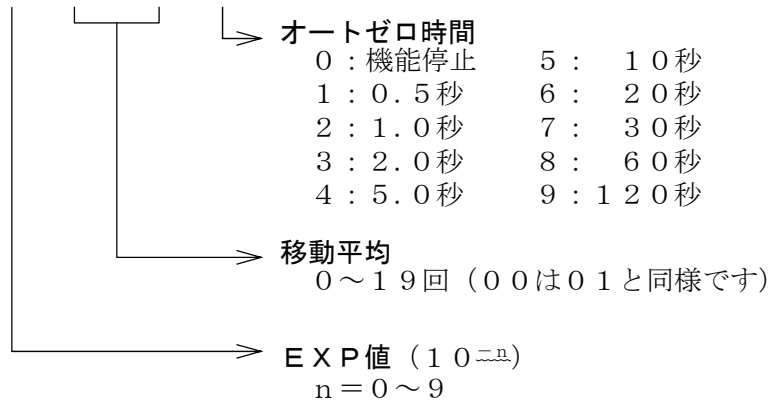 オートゼロ時間
０：機能停止　５：　１０秒
１：０．５秒　６：　２０秒
２：１．０秒　７：　３０秒
３：２．０秒　８：　６０秒
４：５．０秒　９：１２０秒
移動平均
０～１９回（００は０１と同様です）
ＥＸＰ値（１０⁻ⁿ）
ｎ＝０～９